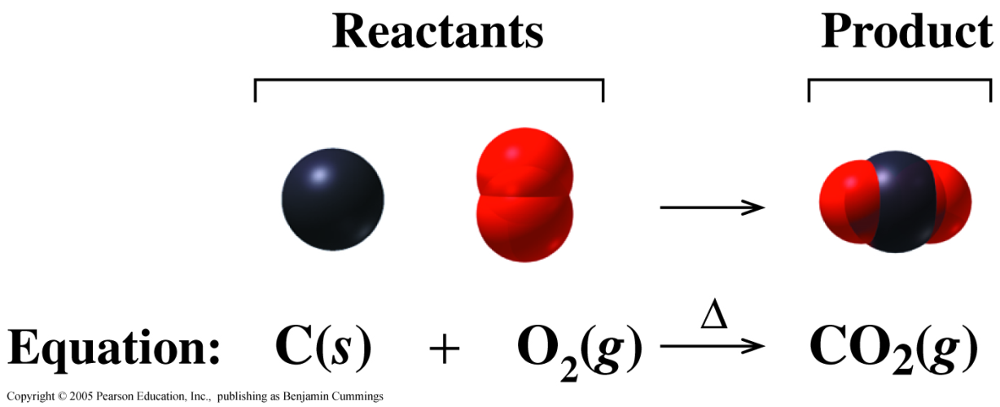 Reactants Product
Δ
Equation: C(s) + O₂(g) → CO₂(g)
Copyright © 2005 Pearson Education, Inc., publishing as Benjamin Cummings